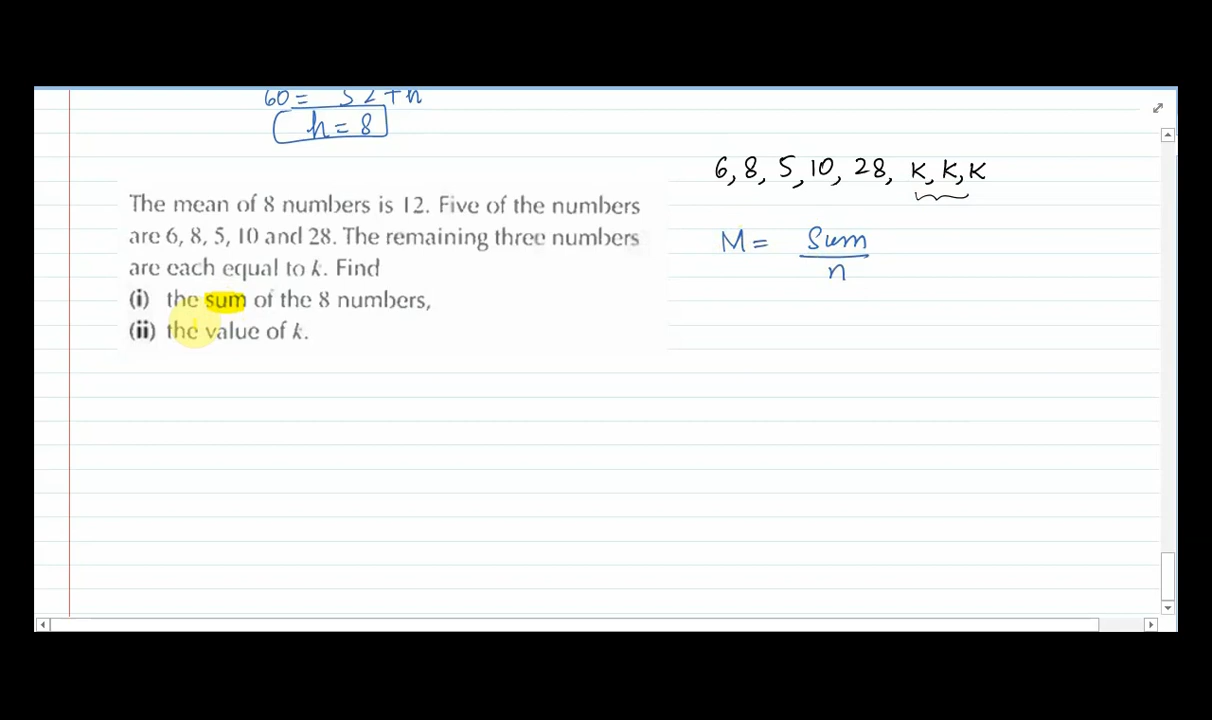 60 = 52 + h
h = 8
6, 8, 5, 10, 28, K, K, K
The mean of 8 numbers is 12. Five of the numbers
are 6, 8, 5, 10 and 28. The remaining three numbers
are each equal to k. Find
(i) the sum of the 8 numbers,
(ii) the value of k.
M = Sum
n